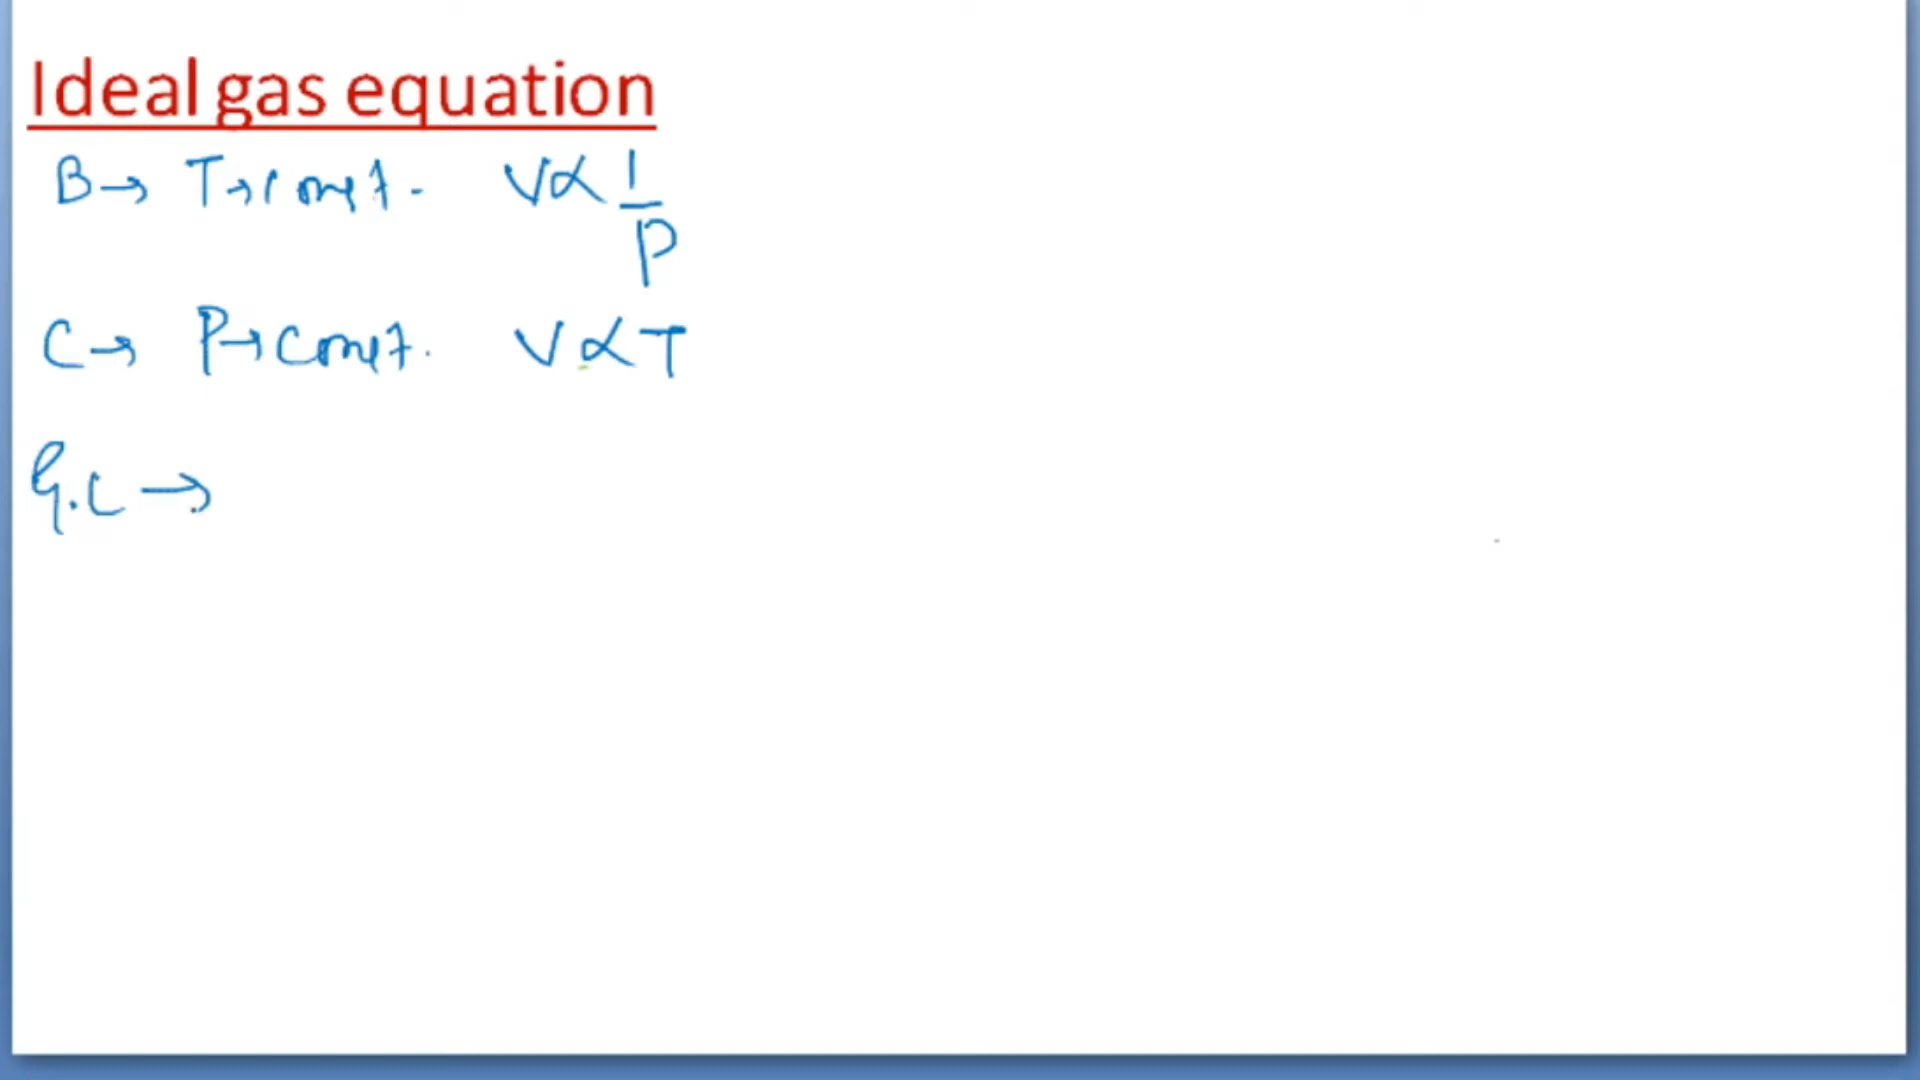 Ideal gas equation
B→ T→const. V∝ 1/P
C→ P→const. V∝T
G.L→